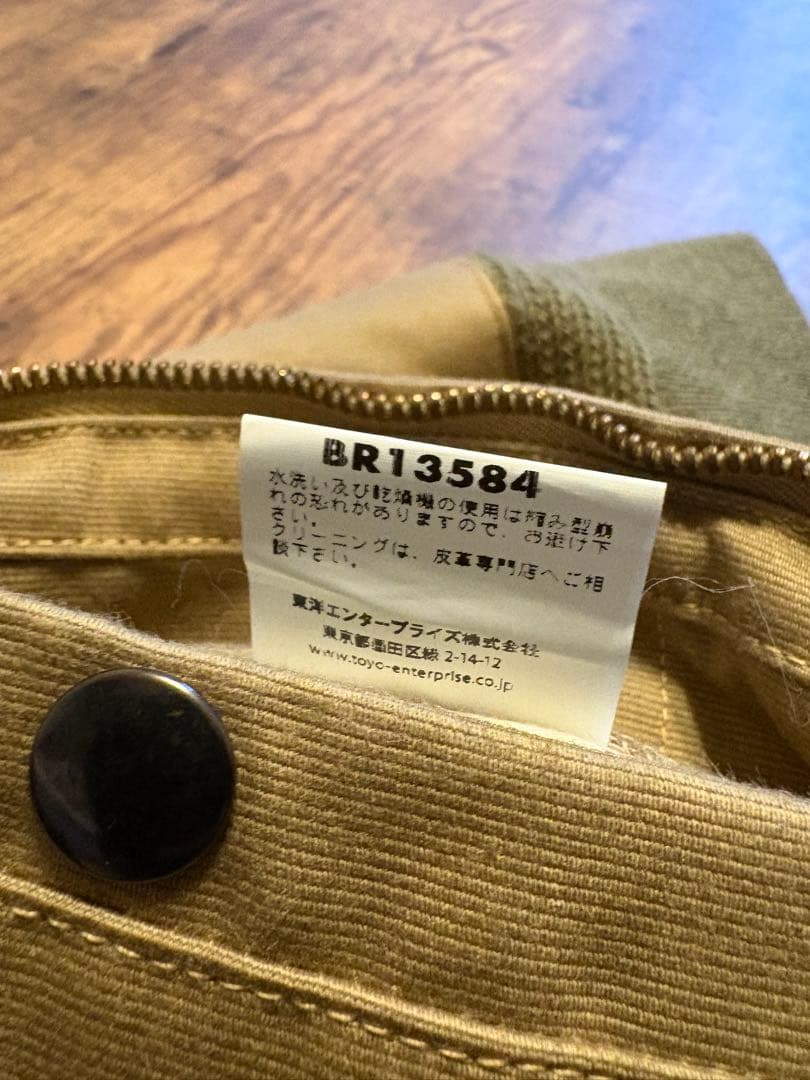 BR13584
水洗い及び乾燥機の使用は縮み型崩
れの恐れがありますので、お避け下
さい。
クリーニングは、皮革専門店へご相
談下さい。
東洋エンタープライズ株式会社
東京都墨田区緑 2-14-12
www.toyo-enterprise.co.jp